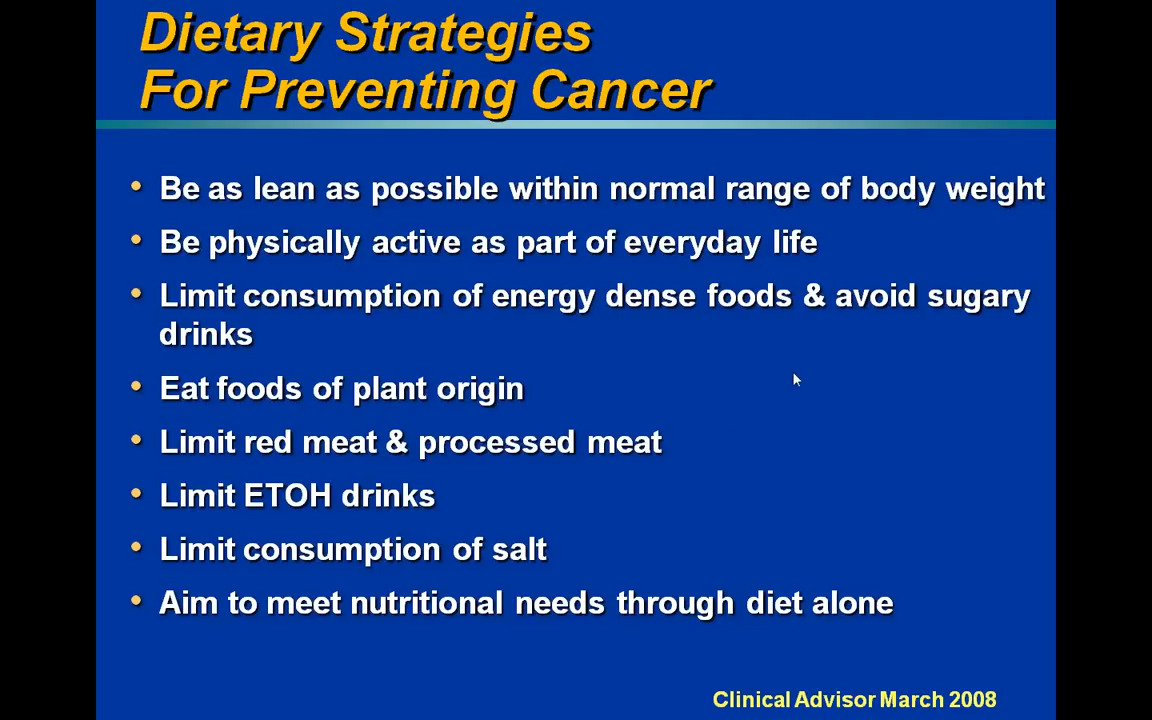 Dietary Strategies
For Preventing Cancer
• Be as lean as possible within normal range of body weight
• Be physically active as part of everyday life
• Limit consumption of energy dense foods & avoid sugary
drinks
• Eat foods of plant origin
• Limit red meat & processed meat
• Limit ETOH drinks
• Limit consumption of salt
• Aim to meet nutritional needs through diet alone
Clinical Advisor March 2008